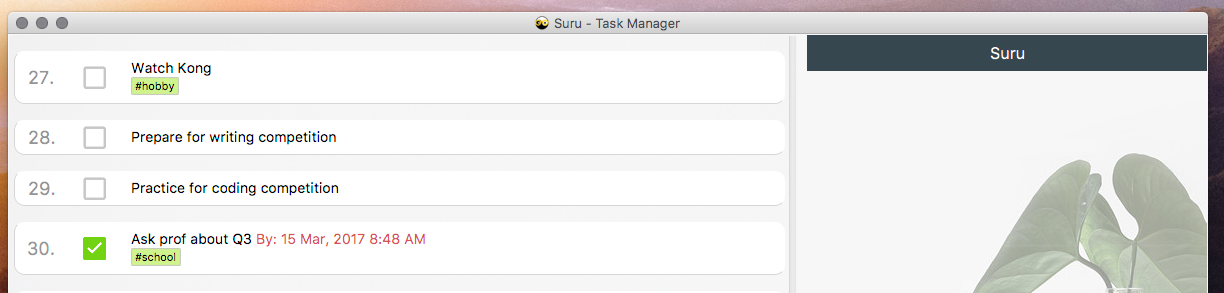 Suru - Task Manager
27.
Watch Kong
#hobby
28.
Prepare for writing competition
29.
Practice for coding competition
30.
Ask prof about Q3 By: 15 Mar, 2017 8:48 AM
#school
Suru